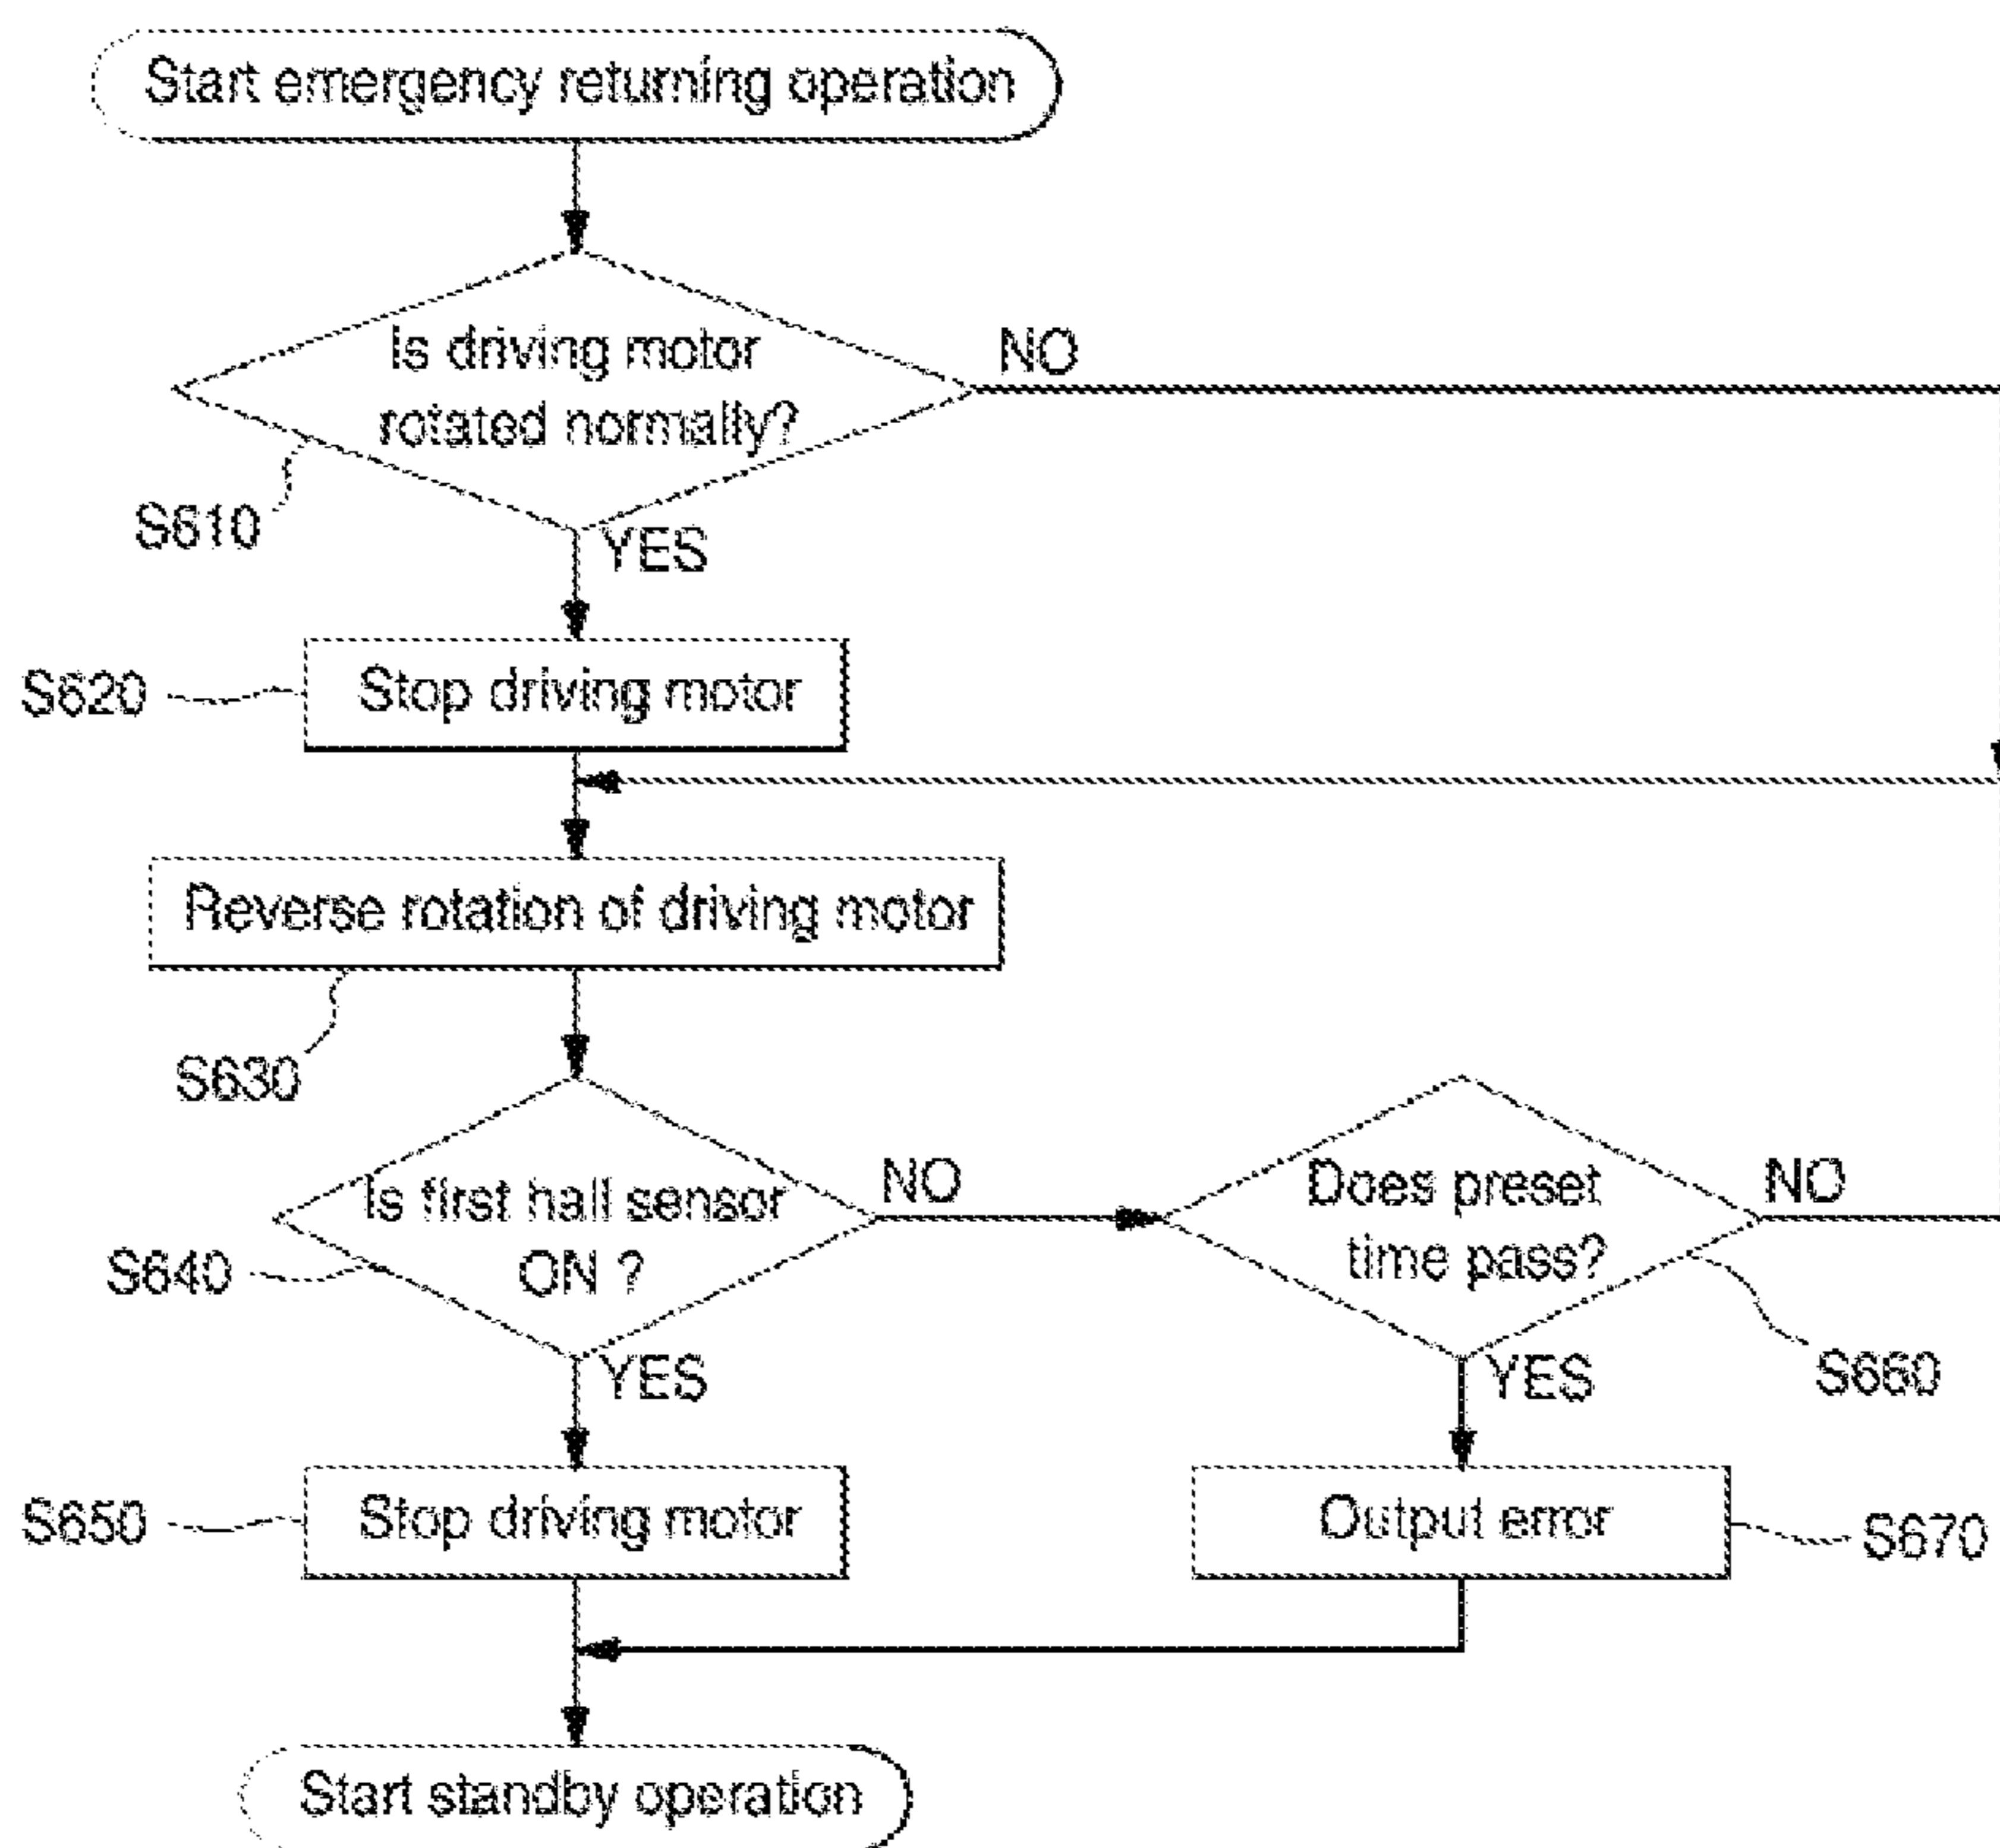 Start emergency returning operation
Is driving motor
rotated normally?
NO
S610
YES
S620
Stop driving motor
Reverse rotation of driving motor
S630
Is first hall sensor
ON ?
NO
S640
YES
Does preset
time pass?
NO
S660
YES
S650
Stop driving motor
Output error
S670
Start standby operation